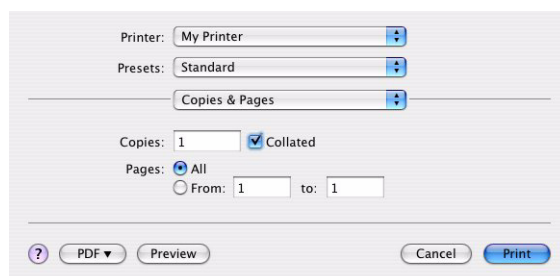 Printer: My Printer
Presets: Standard
Copies & Pages
Copies: 1 Collated
Pages: All
From: 1 to: 1
? PDF ▼ Preview Cancel Print